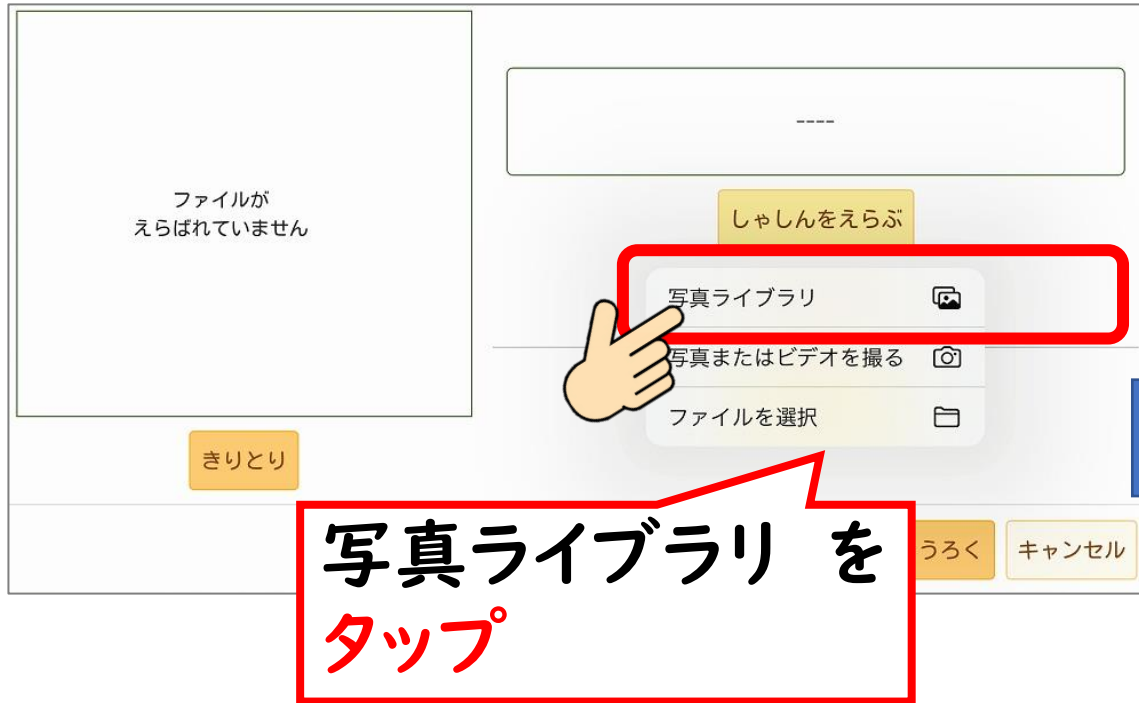 ファイルが
えらばれていません
きりとり
----
しゃしんをえらぶ
写真ライブラリ
写真またはビデオを撮る
ファイルを選択
うろく
キャンセル
写真ライブラリ を
タップ